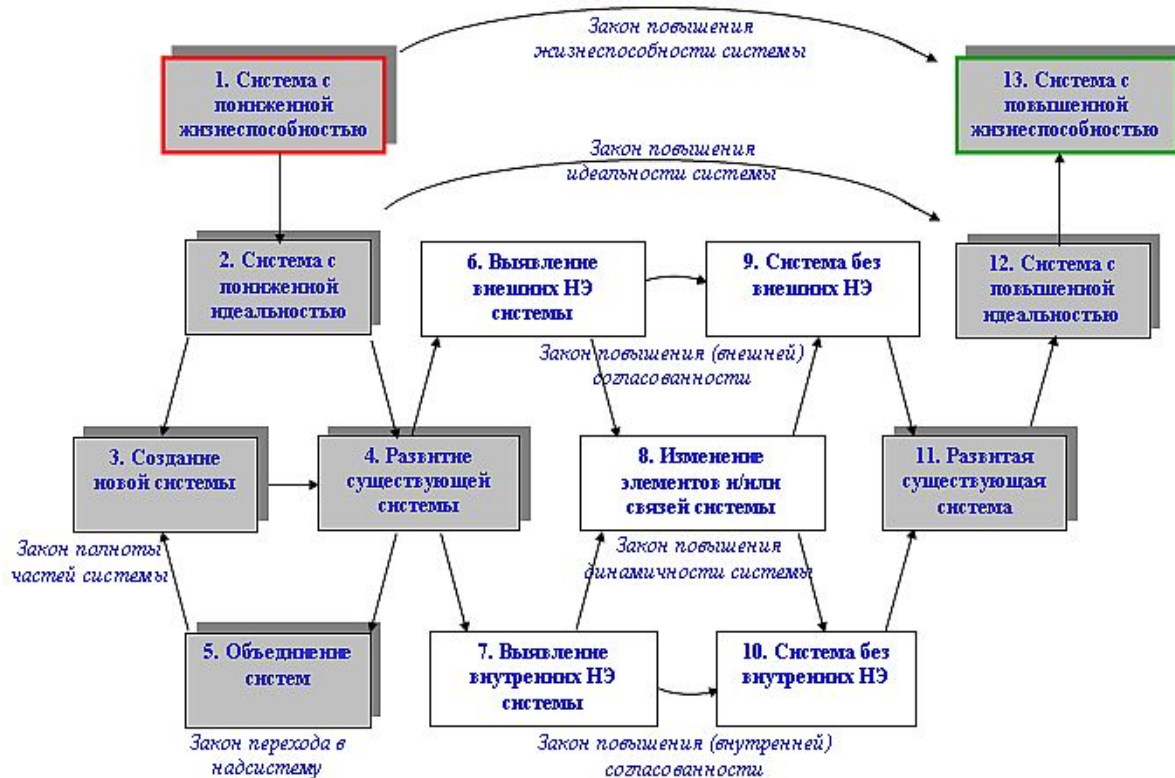 Закон повышения
жизнеспособности системы
1. Система с
пониженной
жизнеспособностью
13. Система с
повышенной
жизнеспособностью
Закон повышения
идеальности системы
2. Система с
пониженной
идеальностью
6. Выявление
внешних НЭ
системы
9. Система без
внешних НЭ
12. Система с
повышенной
идеальностью
Закон повышения (внешней)
согласованности
3. Создание
новой системы
4. Развитие
существующей
системы
8. Изменение
элементов и/или
связей системы
11. Развитая
существующая
система
Закон полноты
частей системы
Закон повышения
динамичности системы
5. Объединение
систем
7. Выявление
внутренних НЭ
системы
10. Система без
внутренних НЭ
Закон перехода в
надсистему
Закон повышения (внутренней)
согласованности